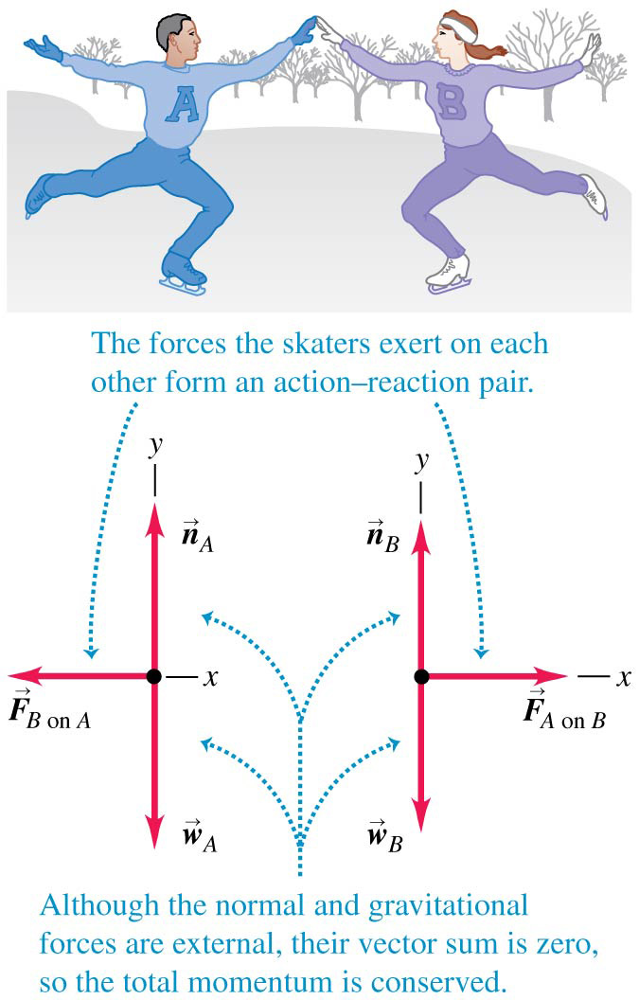 A
B
The forces the skaters exert on each
other form an action–reaction pair.
y
y
n⃗A
n⃗B
x
x
F⃗B on A
F⃗A on B
w⃗A
w⃗B
Although the normal and gravitational
forces are external, their vector sum is zero,
so the total momentum is conserved.